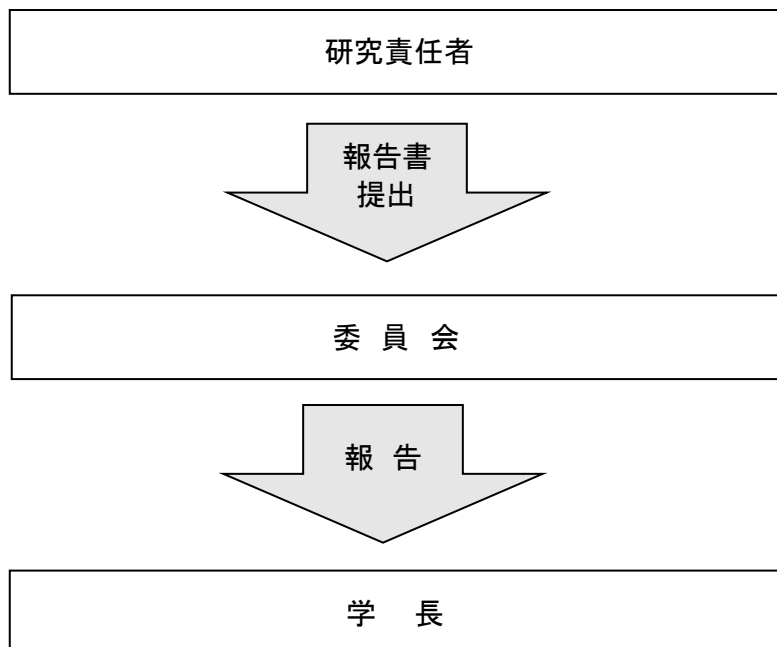 研究責任者
報告書
提出
委 員 会
報 告
学 長